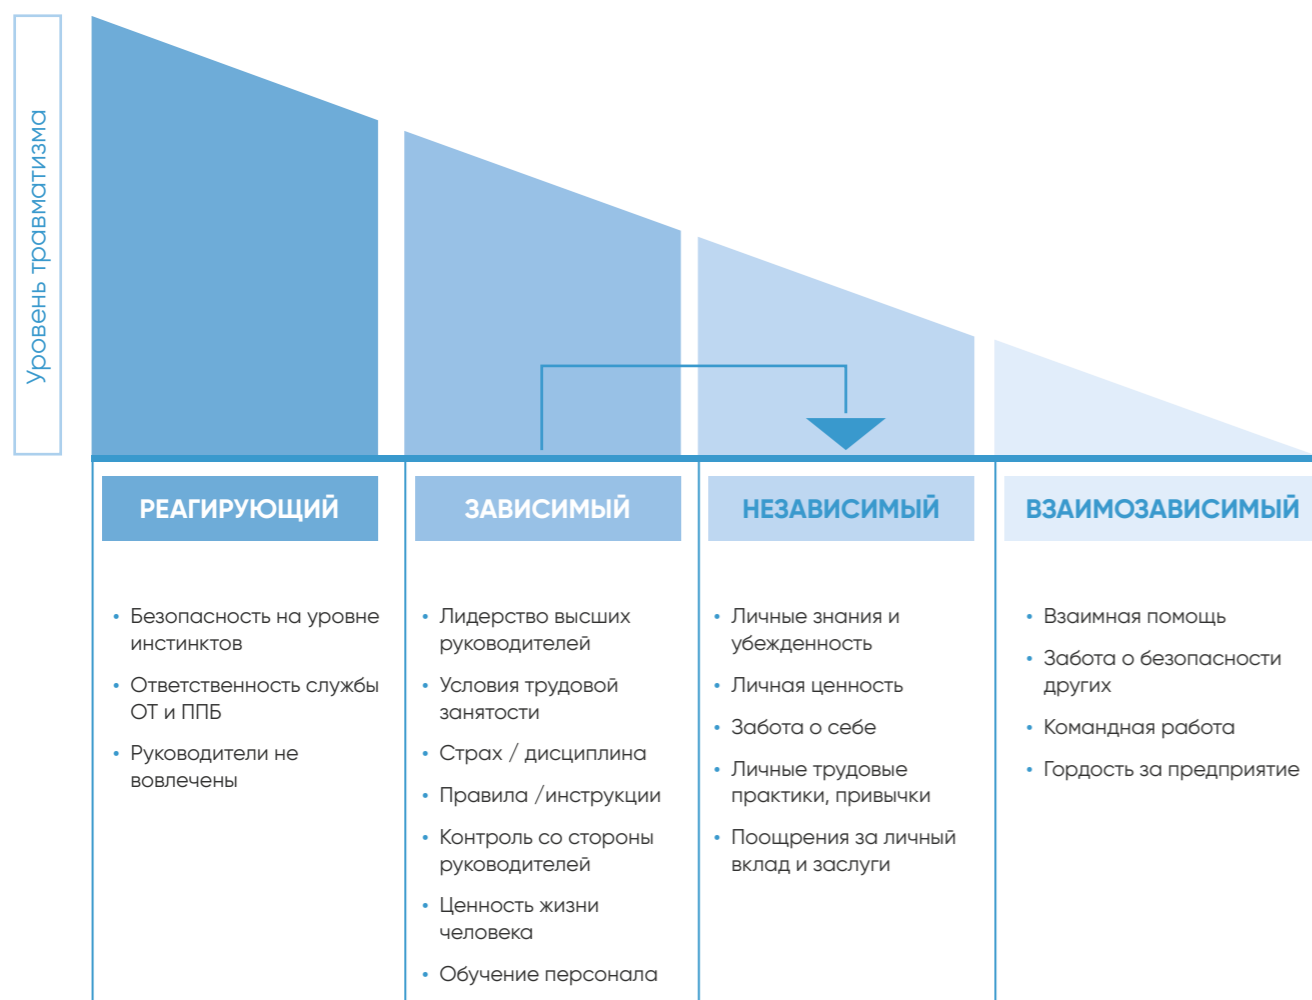 Уровень травматизма
РЕАГИРУЮЩИЙ
• Безопасность на уровне
инстинктов
• Ответственность службы
ОТ и ППБ
• Руководители не
вовлечены
ЗАВИСИМЫЙ
• Лидерство высших
руководителей
• Условия трудовой
занятости
• Страх / дисциплина
• Правила /инструкции
• Контроль со стороны
руководителей
• Ценность жизни
человека
• Обучение персонала
НЕЗАВИСИМЫЙ
• Личные знания и
убежденность
• Личная ценность
• Забота о себе
• Личные трудовые
практики, привычки
• Поощрения за личный
вклад и заслуги
ВЗАИМОЗАВИСИМЫЙ
• Взаимная помощь
• Забота о безопасности
других
• Командная работа
• Гордость за предприятие